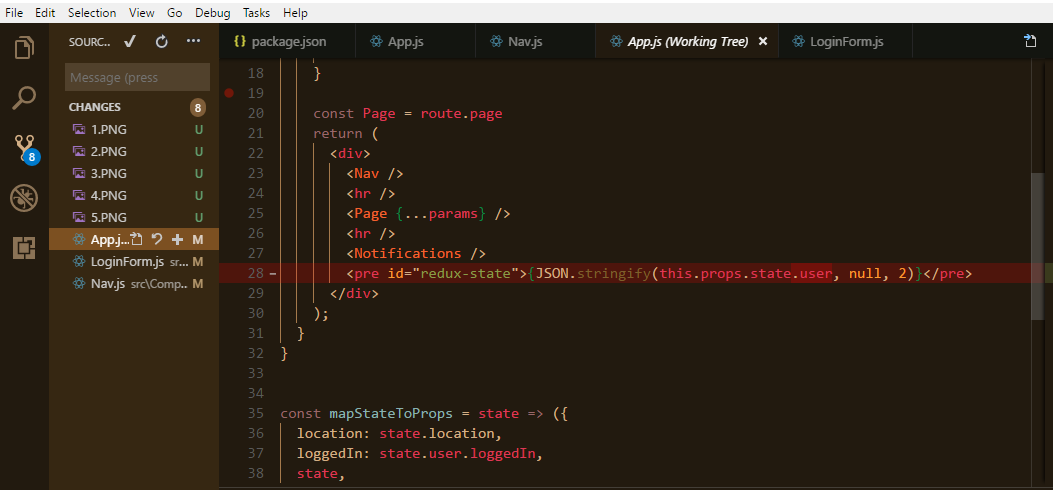 File Edit Selection View Go Debug Tasks Help
SOURC.. ···
{} package.json App.js Nav.js App.js (Working Tree) × LoginForm.js
Message (press
CHANGES 8
1.PNG U
2.PNG U
3.PNG U
4.PNG U
5.PNG U
App.j... M
LoginForm.js sr... M
Nav.js src\Comp... M
8
18 }
19
20 const Page = route.page
21 return (
22 <div>
23 <Nav />
24 <hr />
25 <Page {...params} />
26 <hr />
27 <Notifications />
28 − <pre id="redux-state">{JSON.stringify(this.props.state.user, null, 2)}</pre>
29 </div>
30 );
31 }
32 }
33
34
35 const mapStateToProps = state => ({
36 location: state.location,
37 loggedIn: state.user.loggedIn,
38 state,